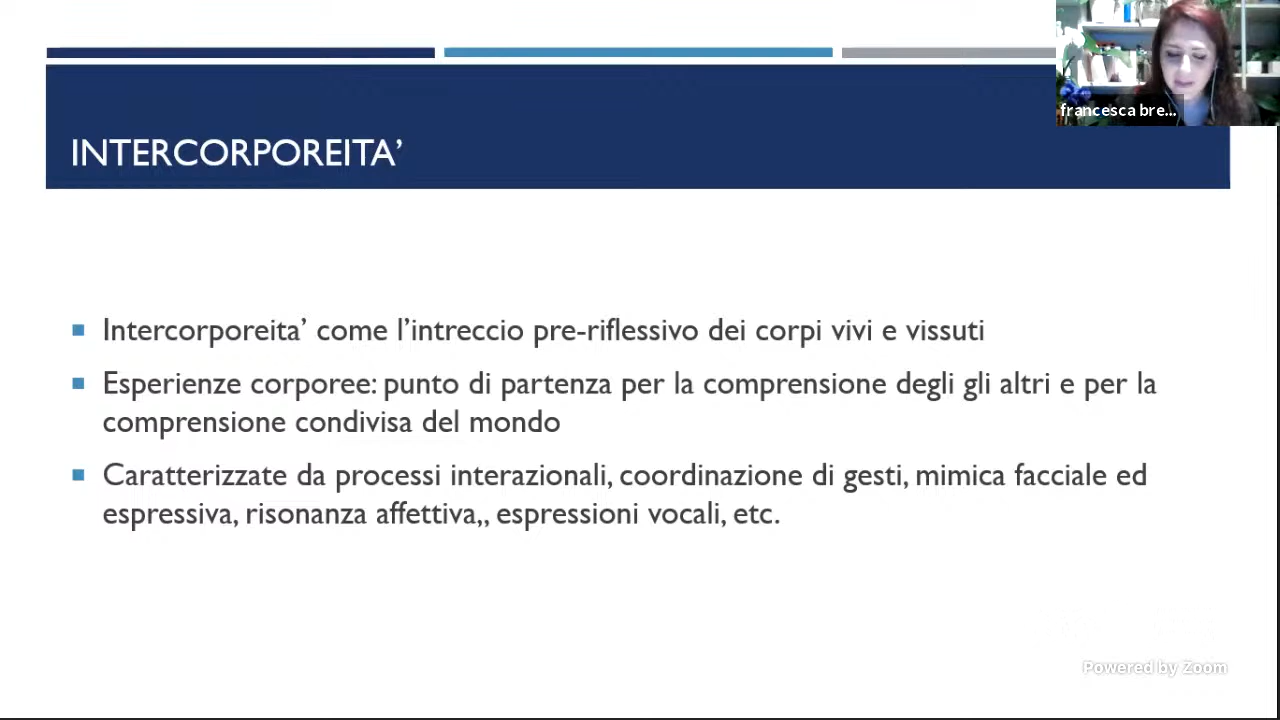 francesca bre...
INTERCORPOREITA’
Intercorporeita’ come l’intreccio pre-riflessivo dei corpi vivi e vissuti
Esperienze corporee: punto di partenza per la comprensione degli gli altri e per la
comprensione condivisa del mondo
Caratterizzate da processi interazionali, coordinazione di gesti, mimica facciale ed
espressiva, risonanza affettiva,, espressioni vocali, etc.
Powered by Zoom